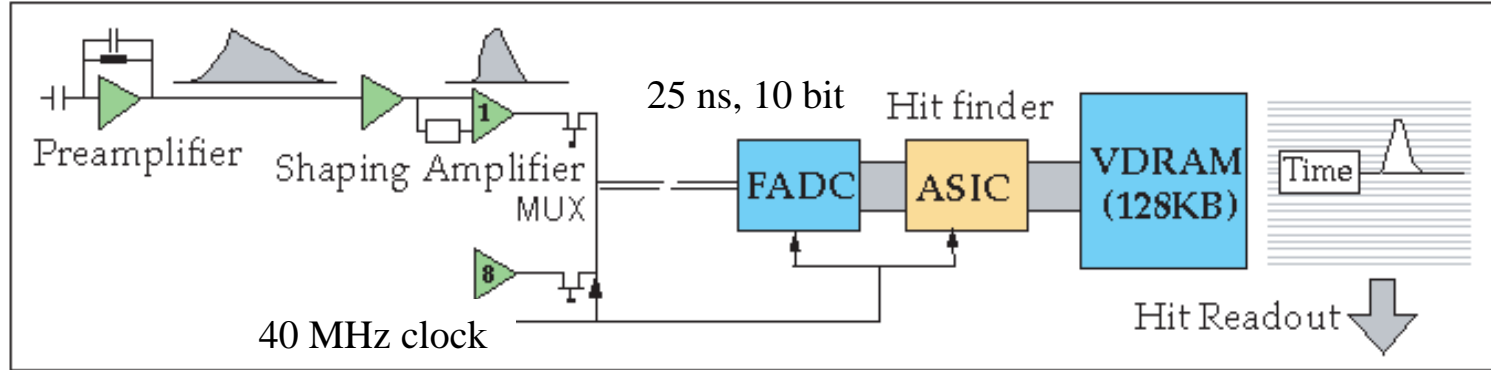 Preamplifier
1
Shaping Amplifier
MUX
8
40 MHz clock
25 ns, 10 bit
FADC
Hit finder
ASIC
VDRAM
(128KB)
Time
Hit Readout